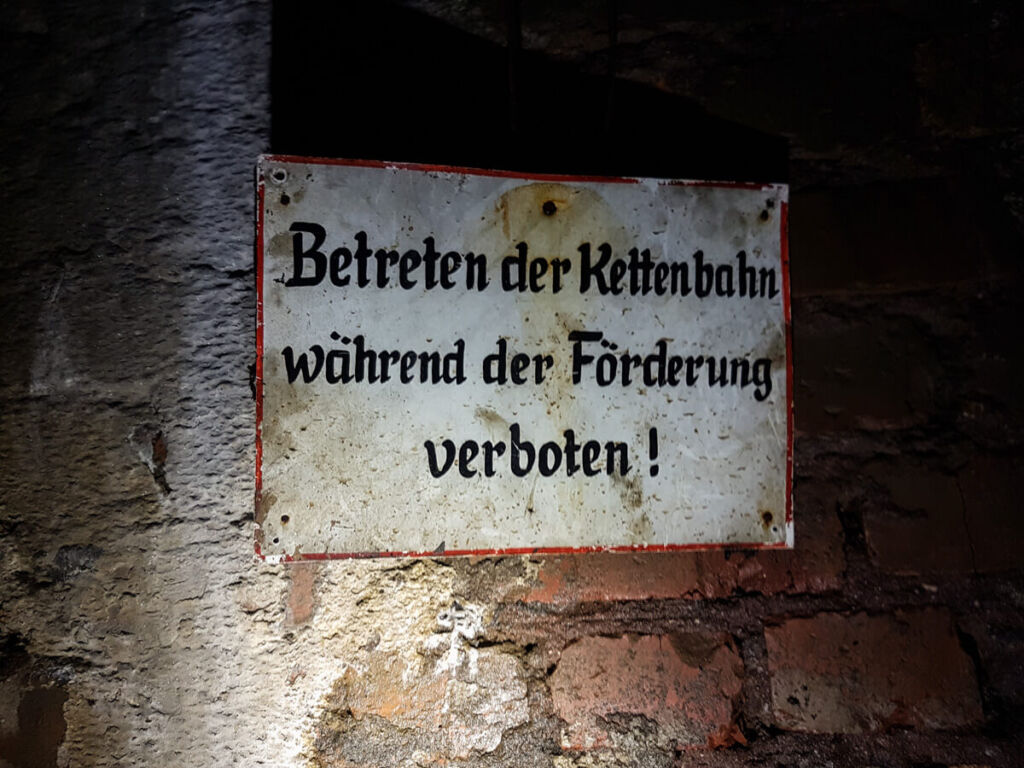 Betreten der Kettenbahn
während der Förderung
verboten !